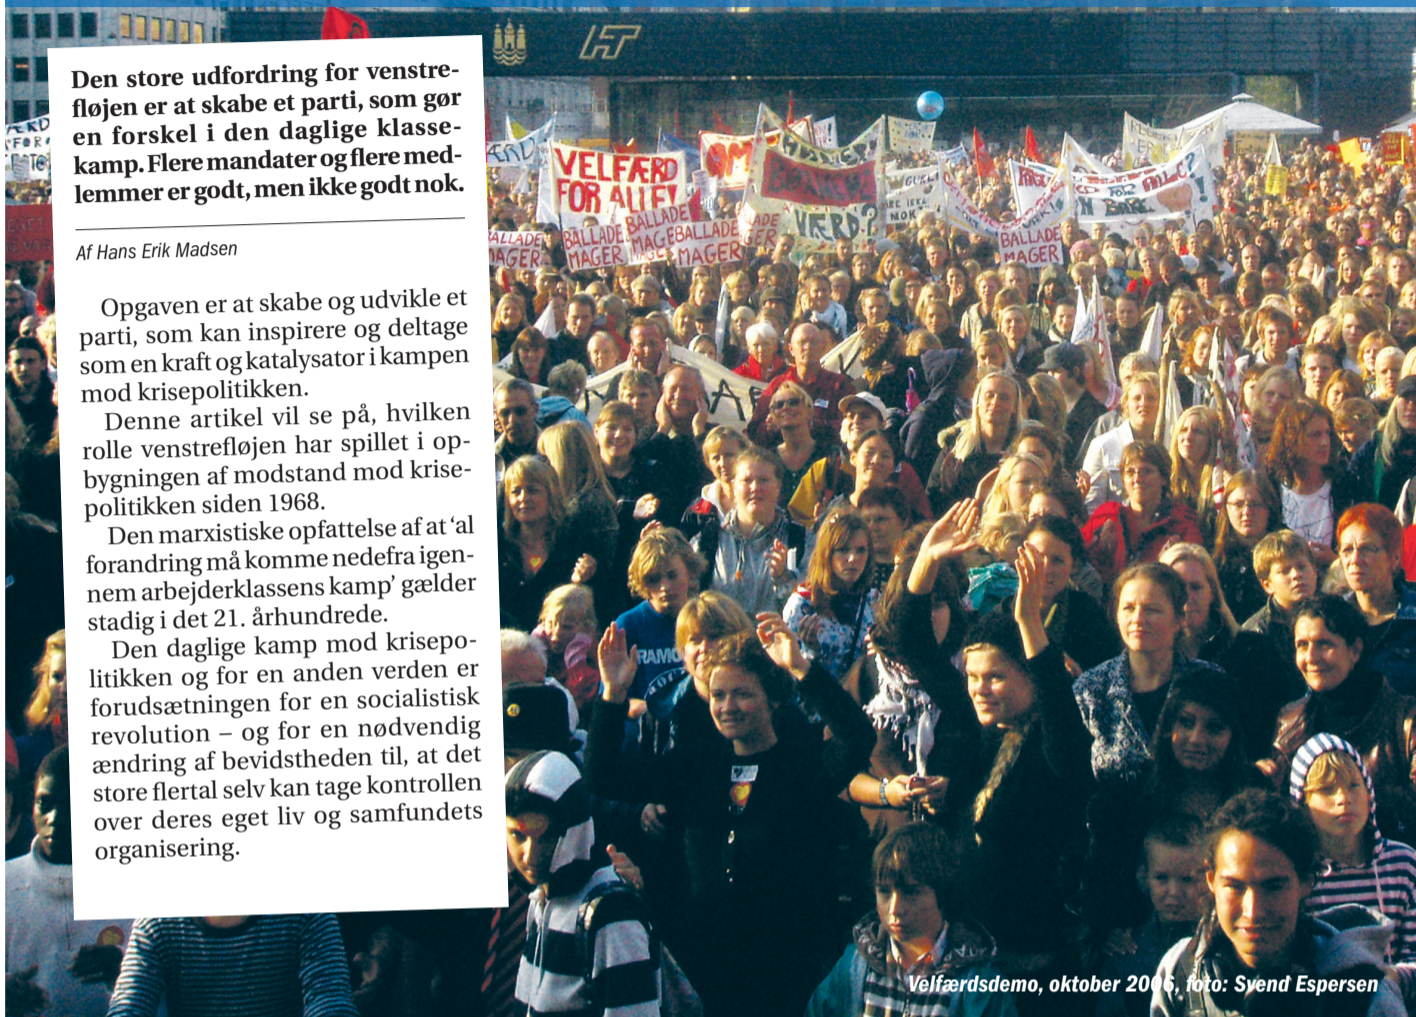 Den store udfordring for venstre-
fløjen er at skabe et parti, som gør
en forskel i den daglige klasse-
kamp. Flere mandater og flere med-
lemmer er godt, men ikke godt nok.
Af Hans Erik Madsen
Opgaven er at skabe og udvikle et
parti, som kan inspirere og deltage
som en kraft og katalysator i kampen
mod krisepolitikken.
Denne artikel vil se på, hvilken
rolle venstrefløjen har spillet i op-
bygningen af modstand mod krise-
politikken siden 1968.
Den marxistiske opfattelse af at ‘al
forandring må komme nedefra igen-
nem arbejderklassens kamp’ gælder
stadig i det 21. århundrede.
Den daglige kamp mod krisepo-
litikken og for en anden verden er
forudsætningen for en socialistisk
revolution – og for en nødvendig
ændring af bevidstheden til, at det
store flertal selv kan tage kontrollen
over deres eget liv og samfundets
organisering.
HT
VELFÆRD
FOR ALLE!
VÆRD?
BALLADE
MAGER
BALLADE
MAGER
BALLADE
MAGE
BALLADE
MAGER
ADE
GER
BALLADE
MAGER
RAMO
Velfærdsdemo, oktober 2006, foto: Svend Espersen